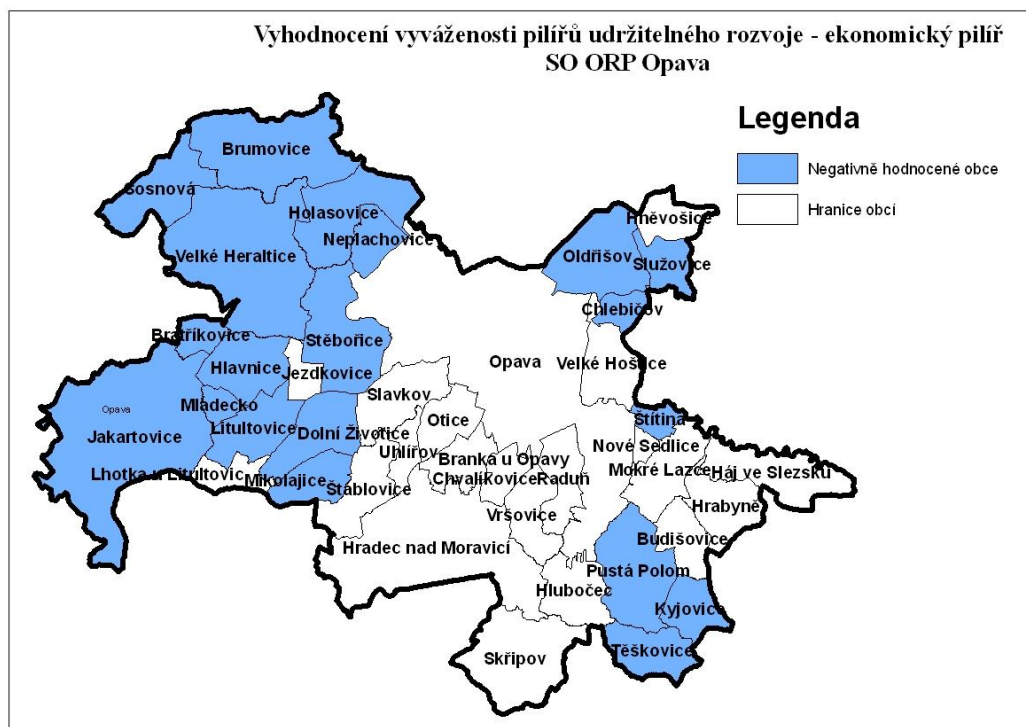 Vyhodnocení vyváženosti pilířů udržitelného rozvoje - ekonomický pilíř
SO ORP Opava
Legenda
Negativně hodnocené obce
Hranice obcí
Brumovice
Sosnová
Holasovice
Neplachovice
Velké Heraltice
Hněvošice
Oldřišov
Služovice
Chlebičov
Bratříkovice
Stěbořice
Hlavnice
Jezdkovice
Opava
Velké Hoštice
Slavkov
Mladecko
Opava
Litultovice
Jakartovice
Dolní Životice
Otice
Štítina
Nové Sedlice
Uhlířov
Branka u Opavy
Mokré Lazce
Háj ve Slezsku
Lhotka u Litultovic
Mikolajice
Štáblovice
Chvalíkovice
Raduň
Hrabyně
Vršovice
Budišovice
Hradec nad Moravicí
Pustá Polom
Hlubočec
Kyjovice
Skřipov
Těškovice